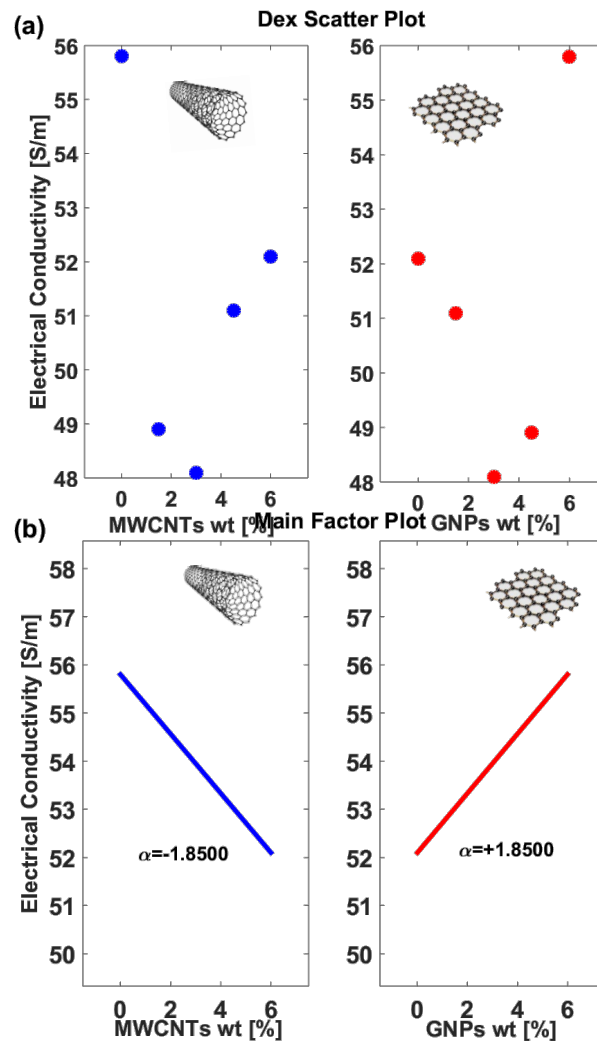 (a)
Dex Scatter Plot
Electrical Conductivity [S/m]
56
55
54
53
52
51
50
49
48
0 2 4 6
MWCNTs wt [%]
56
55
54
53
52
51
50
49
48
0 2 4 6
GNPs wt [%]
(b)
Main Factor Plot
Electrical Conductivity [S/m]
58
57
56
55
54
53
52
51
50
α=-1.8500
0 2 4 6
MWCNTs wt [%]
58
57
56
55
54
53
52
51
50
α=+1.8500
0 2 4 6
GNPs wt [%]